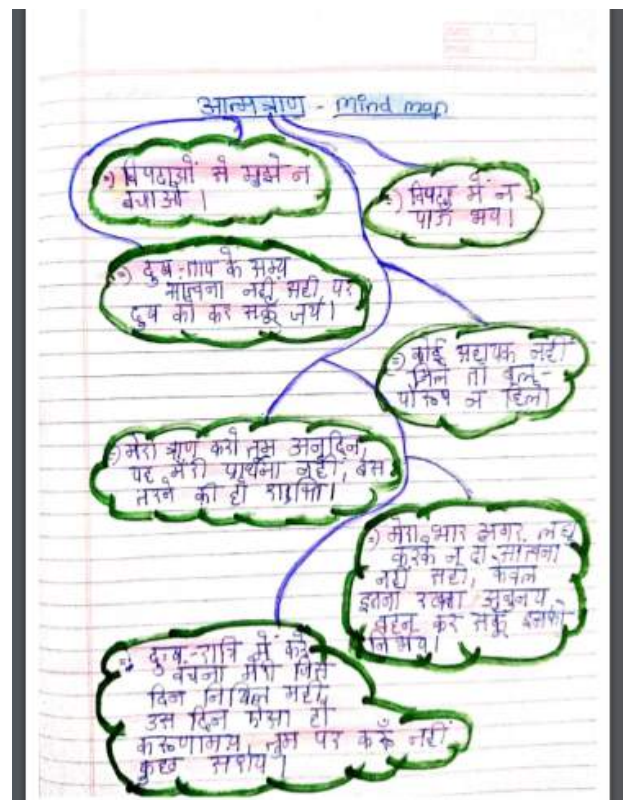 आत्मत्राण - Mind map
विपदाओं से मुझे न
बचाओ ।
विपदा में न
पाऊँ भय।
दुख-ताप के समय
सांत्वना नहीं सही पर
दुख को कर सकूँ जय।
कोई सहायक नहीं
मिले तो बल-
पौरुष न हिले
मेरा त्राण करो तुम अनुदिन,
यह मेरी प्रार्थना नहीं, बस
तरने की हो शक्ति।
मेरा भार अगर लघु
करके न दो सांत्वना
नहीं सही, केवल
इतना रखना अनुनय,
वहन कर सकूँ इसको
निर्भय।
दुख-रात्रि में करे
वंचना मेरी जिस
दिन निखिल मही,
उस दिन ऐसा हो
करुणामय, तुम पर करूँ नहीं
कुछ संशय ।